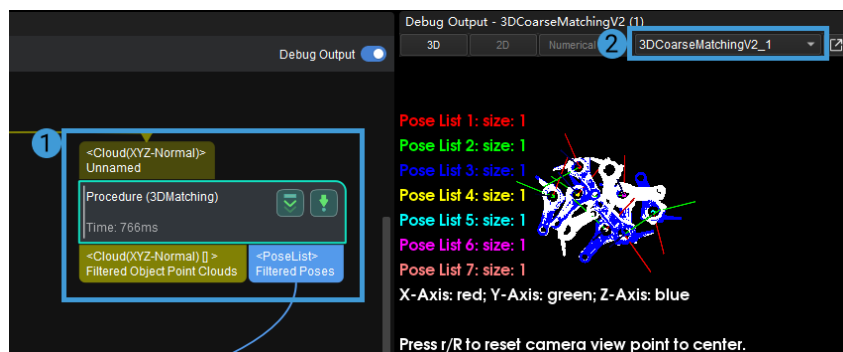 Debug Output
1
<Cloud(XYZ-Normal)>
Unnamed
Procedure (3DMatching)
Time: 766ms
<Cloud(XYZ-Normal) [] >
Filtered Object Point Clouds
<PoseList>
Filtered Poses
Debug Output - 3DCoarseMatchingV2 (1)
3D
2D
Numerical
2
3DCoarseMatchingV2_1
Pose List 1: size: 1
Pose List 2: size: 1
Pose List 3: size: 1
Pose List 4: size: 1
Pose List 5: size: 1
Pose List 6: size: 1
Pose List 7: size: 1
X-Axis: red; Y-Axis: green; Z-Axis: blue
Press r/R to reset camera view point to center.